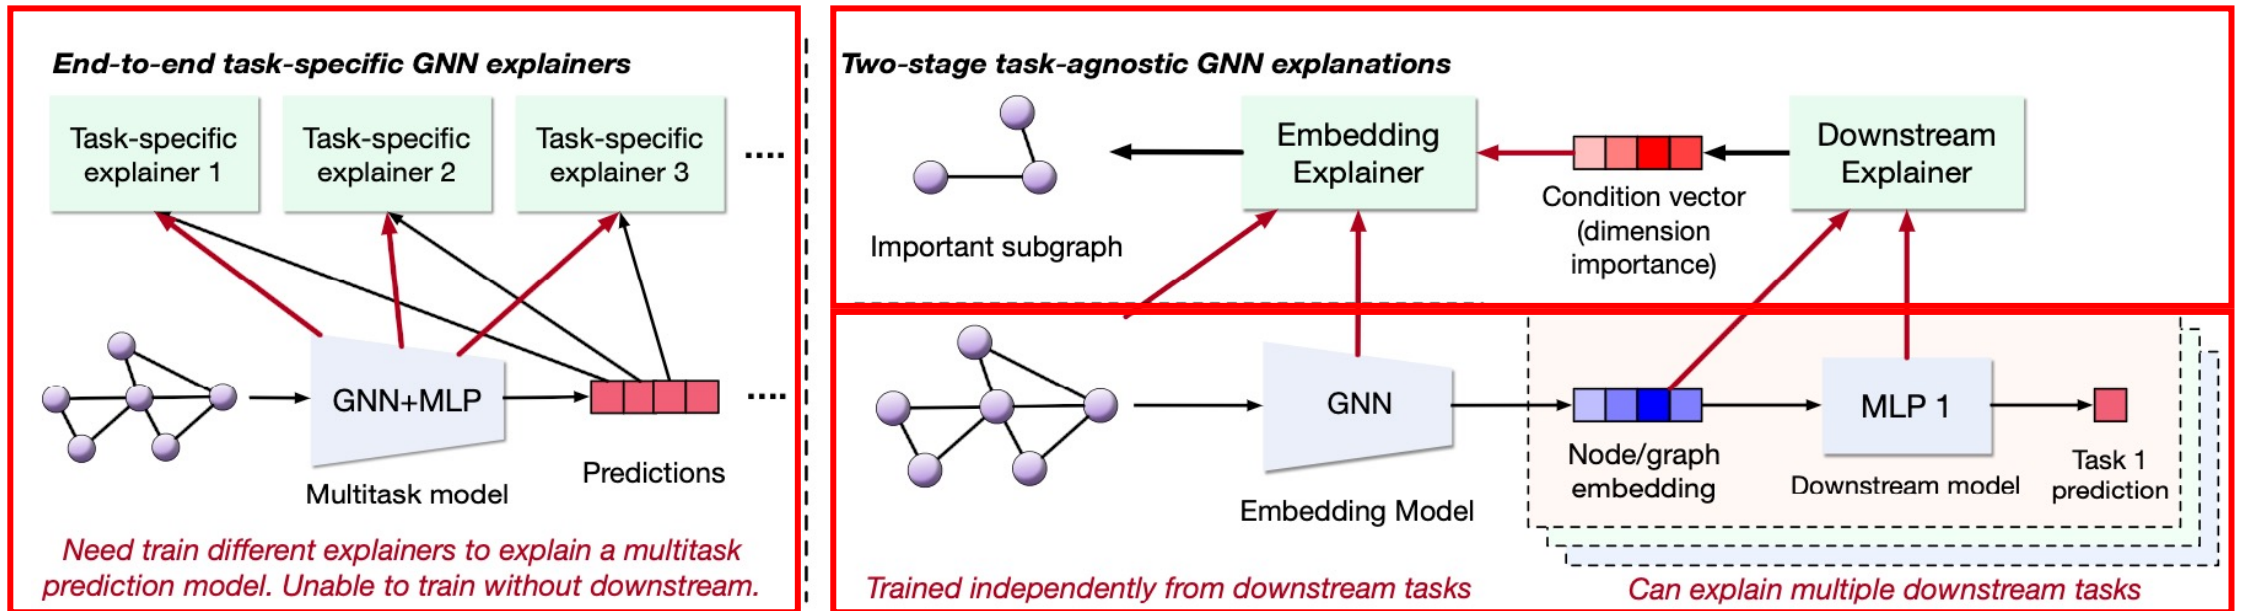 End-to-end task-specific GNN explainers
Task-specific
explainer 1
Task-specific
explainer 2
Task-specific
explainer 3
....
GNN+MLP
Multitask model
Predictions
....
Need train different explainers to explain a multitask
prediction model. Unable to train without downstream.
Two-stage task-agnostic GNN explanations
Important subgraph
Embedding
Explainer
Condition vector
(dimension
importance)
Downstream
Explainer
GNN
Embedding Model
Node/graph
embedding
MLP 1
Downstream model
Task 1
prediction
Trained independently from downstream tasks
Can explain multiple downstream tasks